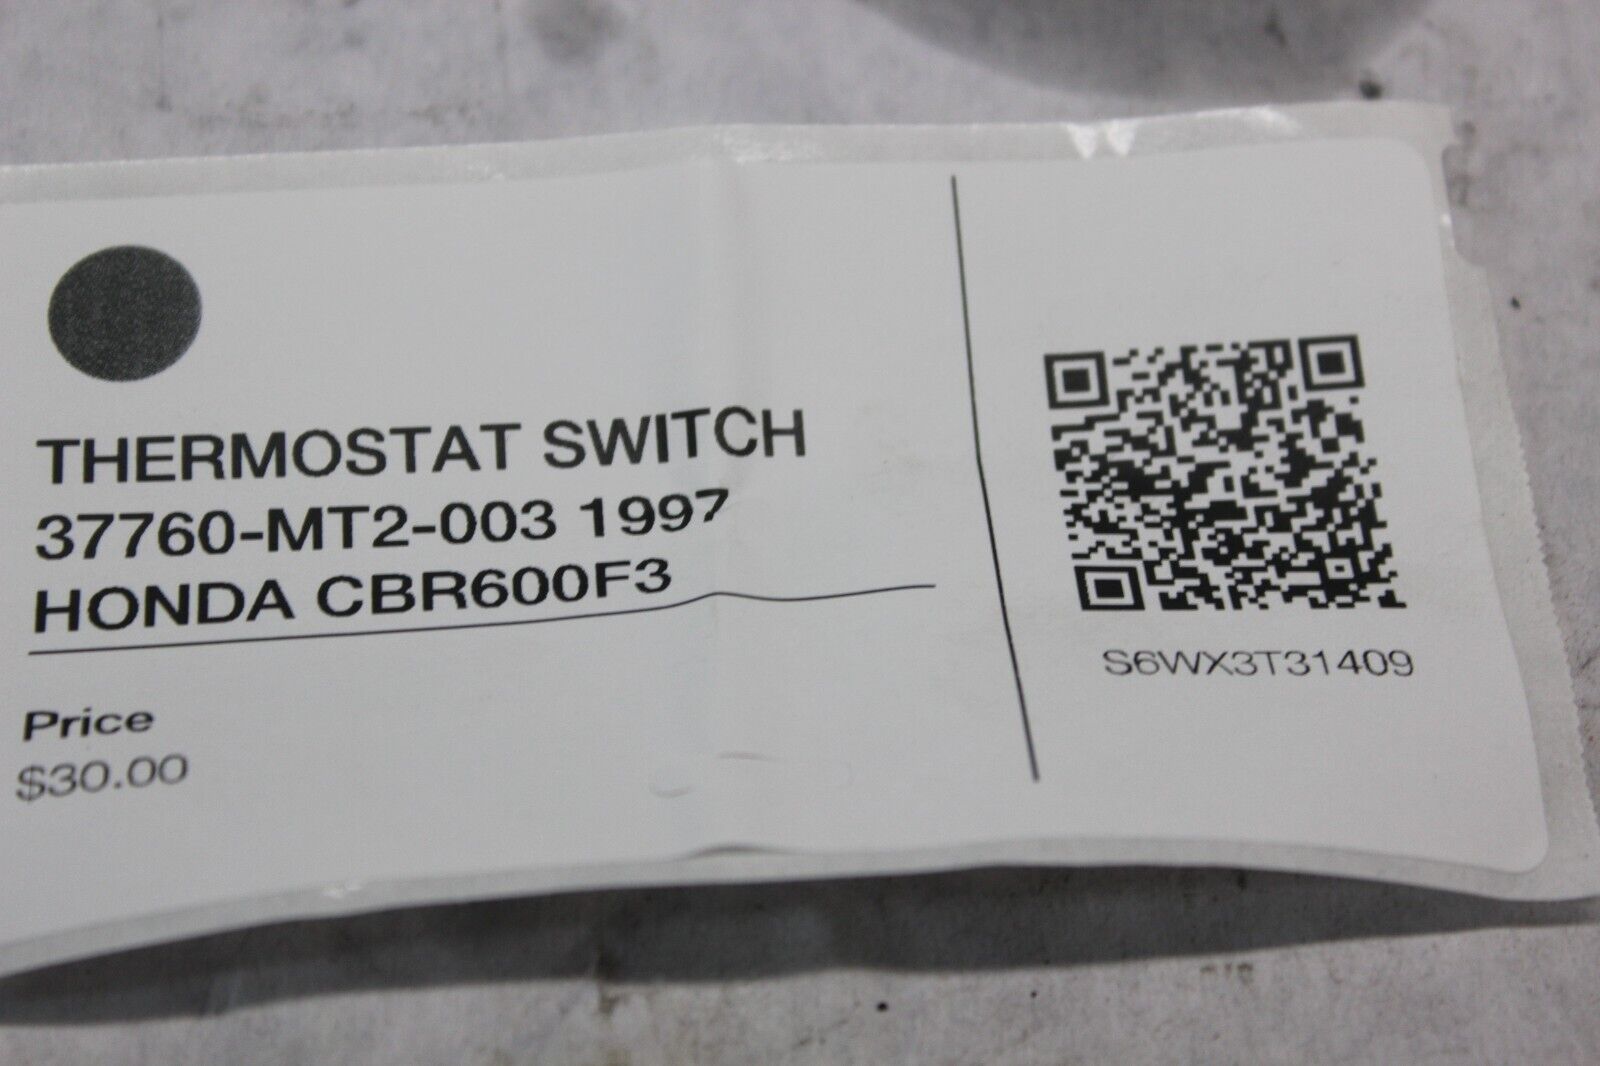 THERMOSTAT SWITCH
37760-MT2-003 1997
HONDA CBR600F3
Price
$30.00
S6WX3T31409